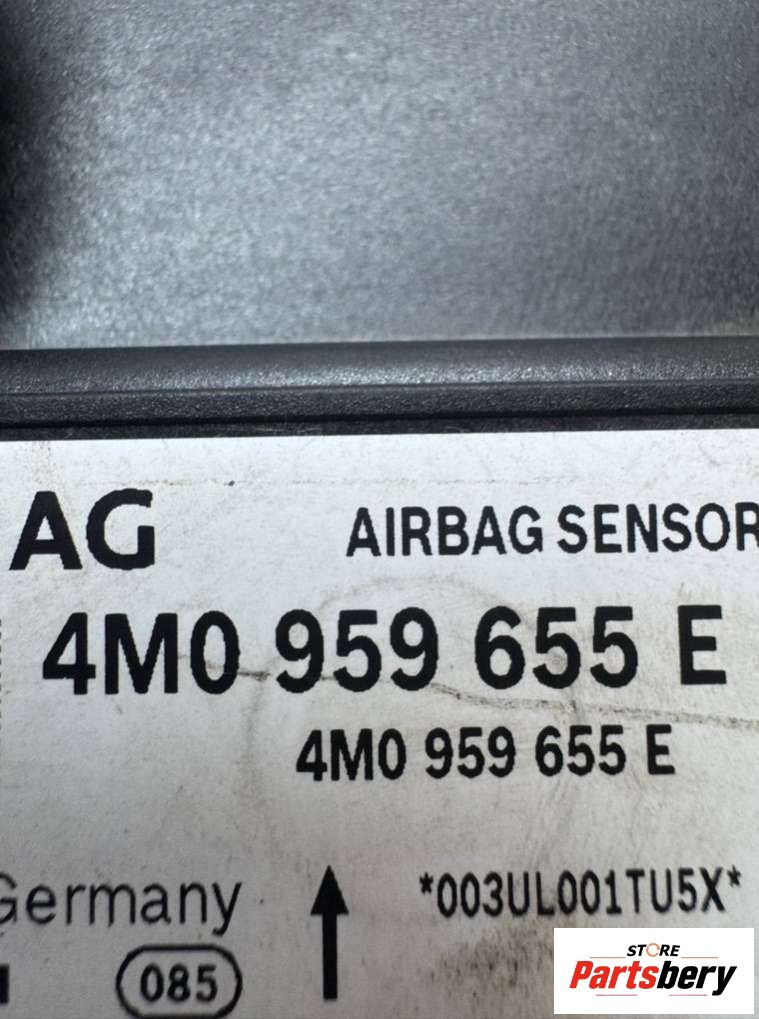 AG AIRBAG SENSOR
4M0 959 655 E
4M0 959 655 E
Germany *003UL001TU5X*
085
STORE
Partsbery